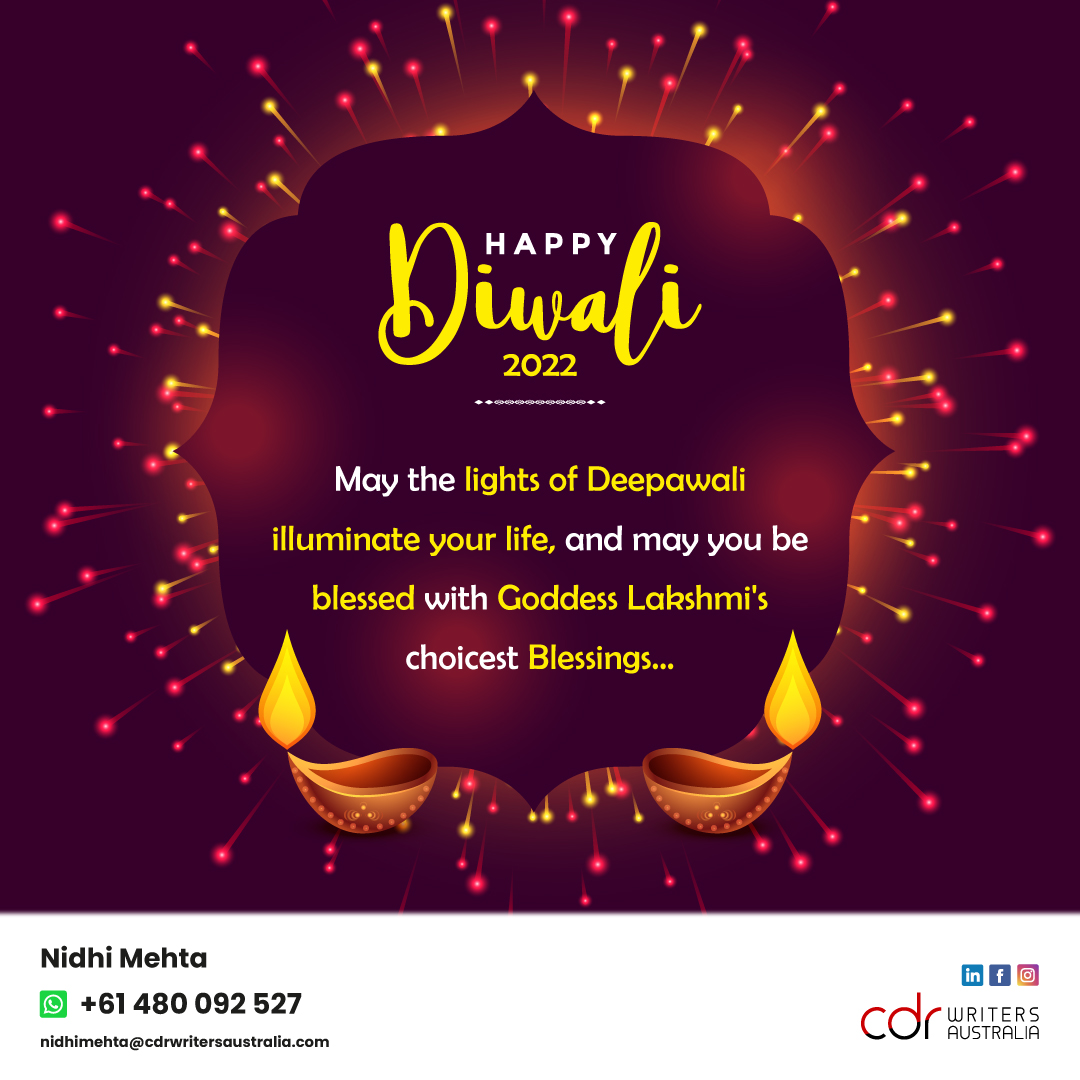 HAPPY
Diwali
2022
May the lights of Deepawali
illuminate your life, and may you be
blessed with Goddess Lakshmi's
choicest Blessings...
Nidhi Mehta
+61 480 092 527
nidhimehta@cdrwritersaustralia.com
in f
cdr WRITERS
AUSTRALIA